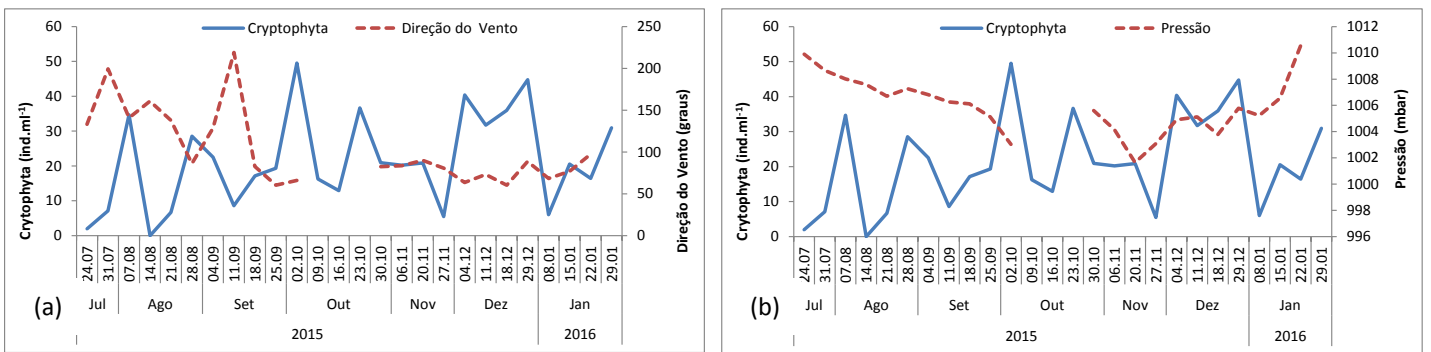 Cryptophyta Direção do Vento
60
50
40
30
20
10
0
Crytophyta (ind.ml-1)
250
200
150
100
50
0
Direção do Vento (graus)
24.07 31.07 07.08 14.08 21.08 28.08 04.09 11.09 18.09 25.09 02.10 09.10 16.10 23.10 30.10 06.11 20.11 27.11 04.12 11.12 18.12 29.12 08.01 15.01 22.01 29.01
Jul Ago Set Out Nov Dez Jan
2015 2016
(a)
Cryptophyta Pressão
60
50
40
30
20
10
0
Crytophyta (ind.ml-1)
1012
1010
1008
1006
1004
1002
1000
998
996
Pressão (mbar)
24.07 31.07 07.08 14.08 21.08 28.08 04.09 11.09 18.09 25.09 02.10 09.10 16.10 23.10 30.10 06.11 20.11 27.11 04.12 11.12 18.12 29.12 08.01 15.01 22.01 29.01
Jul Ago Set Out Nov Dez Jan
2015 2016
(b)